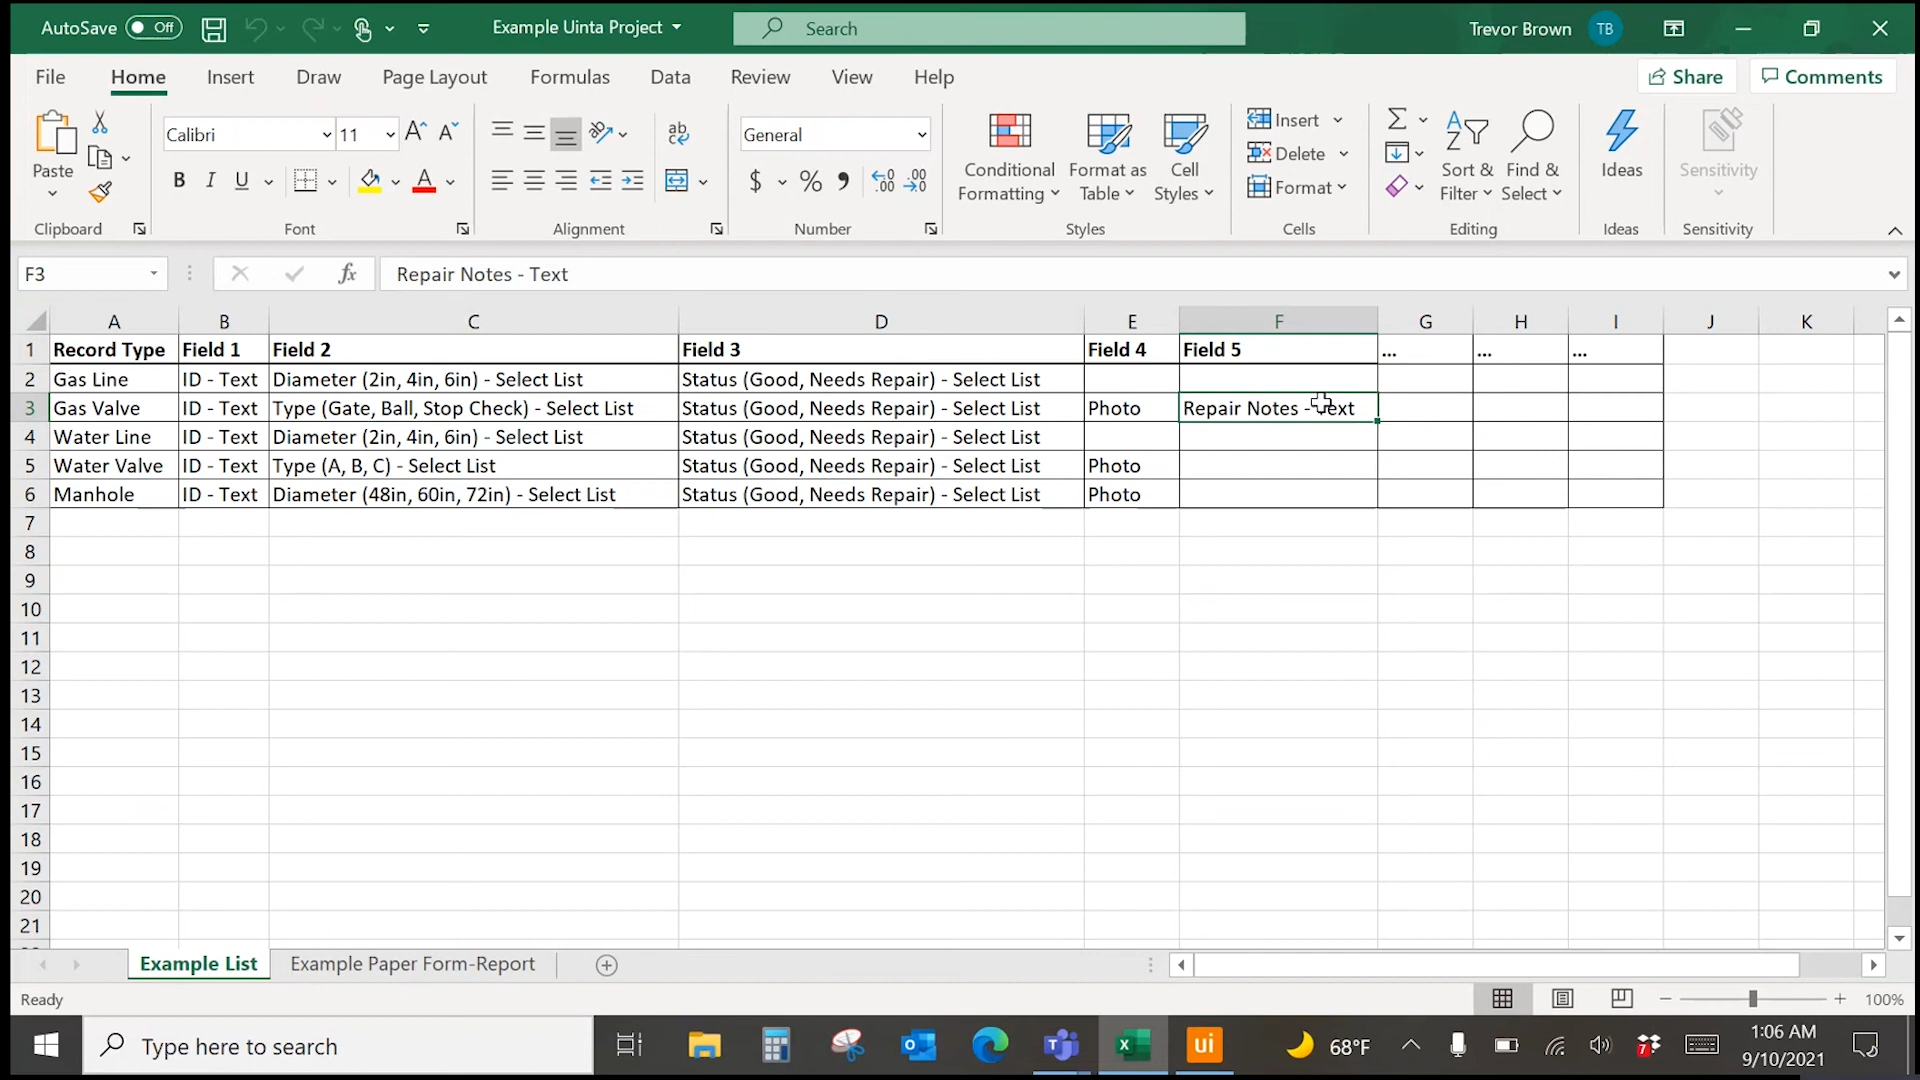 AutoSave Off Example Uinta Project Search Trevor Brown TB
File Home Insert Draw Page Layout Formulas Data Review View Help Share Comments
Paste
Clipboard
Calibri 11
B I U A
Font
ab
Alignment
General
$ % .00
Number
Conditional Formatting
Format as Table
Cell Styles
Styles
Insert
Delete
Format
Cells
Sort & Filter
Find & Select
Editing
Ideas
Ideas
Sensitivity
Sensitivity
F3 fx Repair Notes - Text
A B C D E F G H I J K
1 Record Type Field 1 Field 2 Field 3 Field 4 Field 5 ... ... ...
2 Gas Line ID - Text Diameter (2in, 4in, 6in) - Select List Status (Good, Needs Repair) - Select List
3 Gas Valve ID - Text Type (Gate, Ball, Stop Check) - Select List Status (Good, Needs Repair) - Select List Photo Repair Notes - Text
4 Water Line ID - Text Diameter (2in, 4in, 6in) - Select List Status (Good, Needs Repair) - Select List
5 Water Valve ID - Text Type (A, B, C) - Select List Status (Good, Needs Repair) - Select List Photo
6 Manhole ID - Text Diameter (48in, 60in, 72in) - Select List Status (Good, Needs Repair) - Select List Photo
7
8
9
10
11
12
13
14
15
16
17
18
19
20
21
Example List Example Paper Form-Report
Ready 100%
Type here to search ui 68°F 7 1:06 AM
9/10/2021